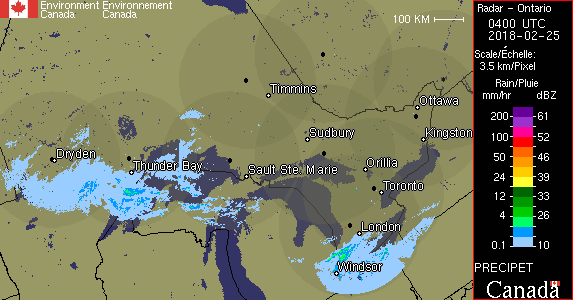 Environment Environnement
Canada Canada
100 KM
Timmins
Ottawa
Sudbury
Kingston
Dryden
Thunder Bay
Sault Ste. Marie
Orillia
Toronto
London
Windsor
Radar - Ontario
0400 UTC
2018-02-25
Scale/Échelle:
3.5 km/Pixel
Rain/Pluie
mm/hr dBZ
200 61
100 52
50 46
24 39
12 33
4 26
0.1 10
PRECIPET
Canada